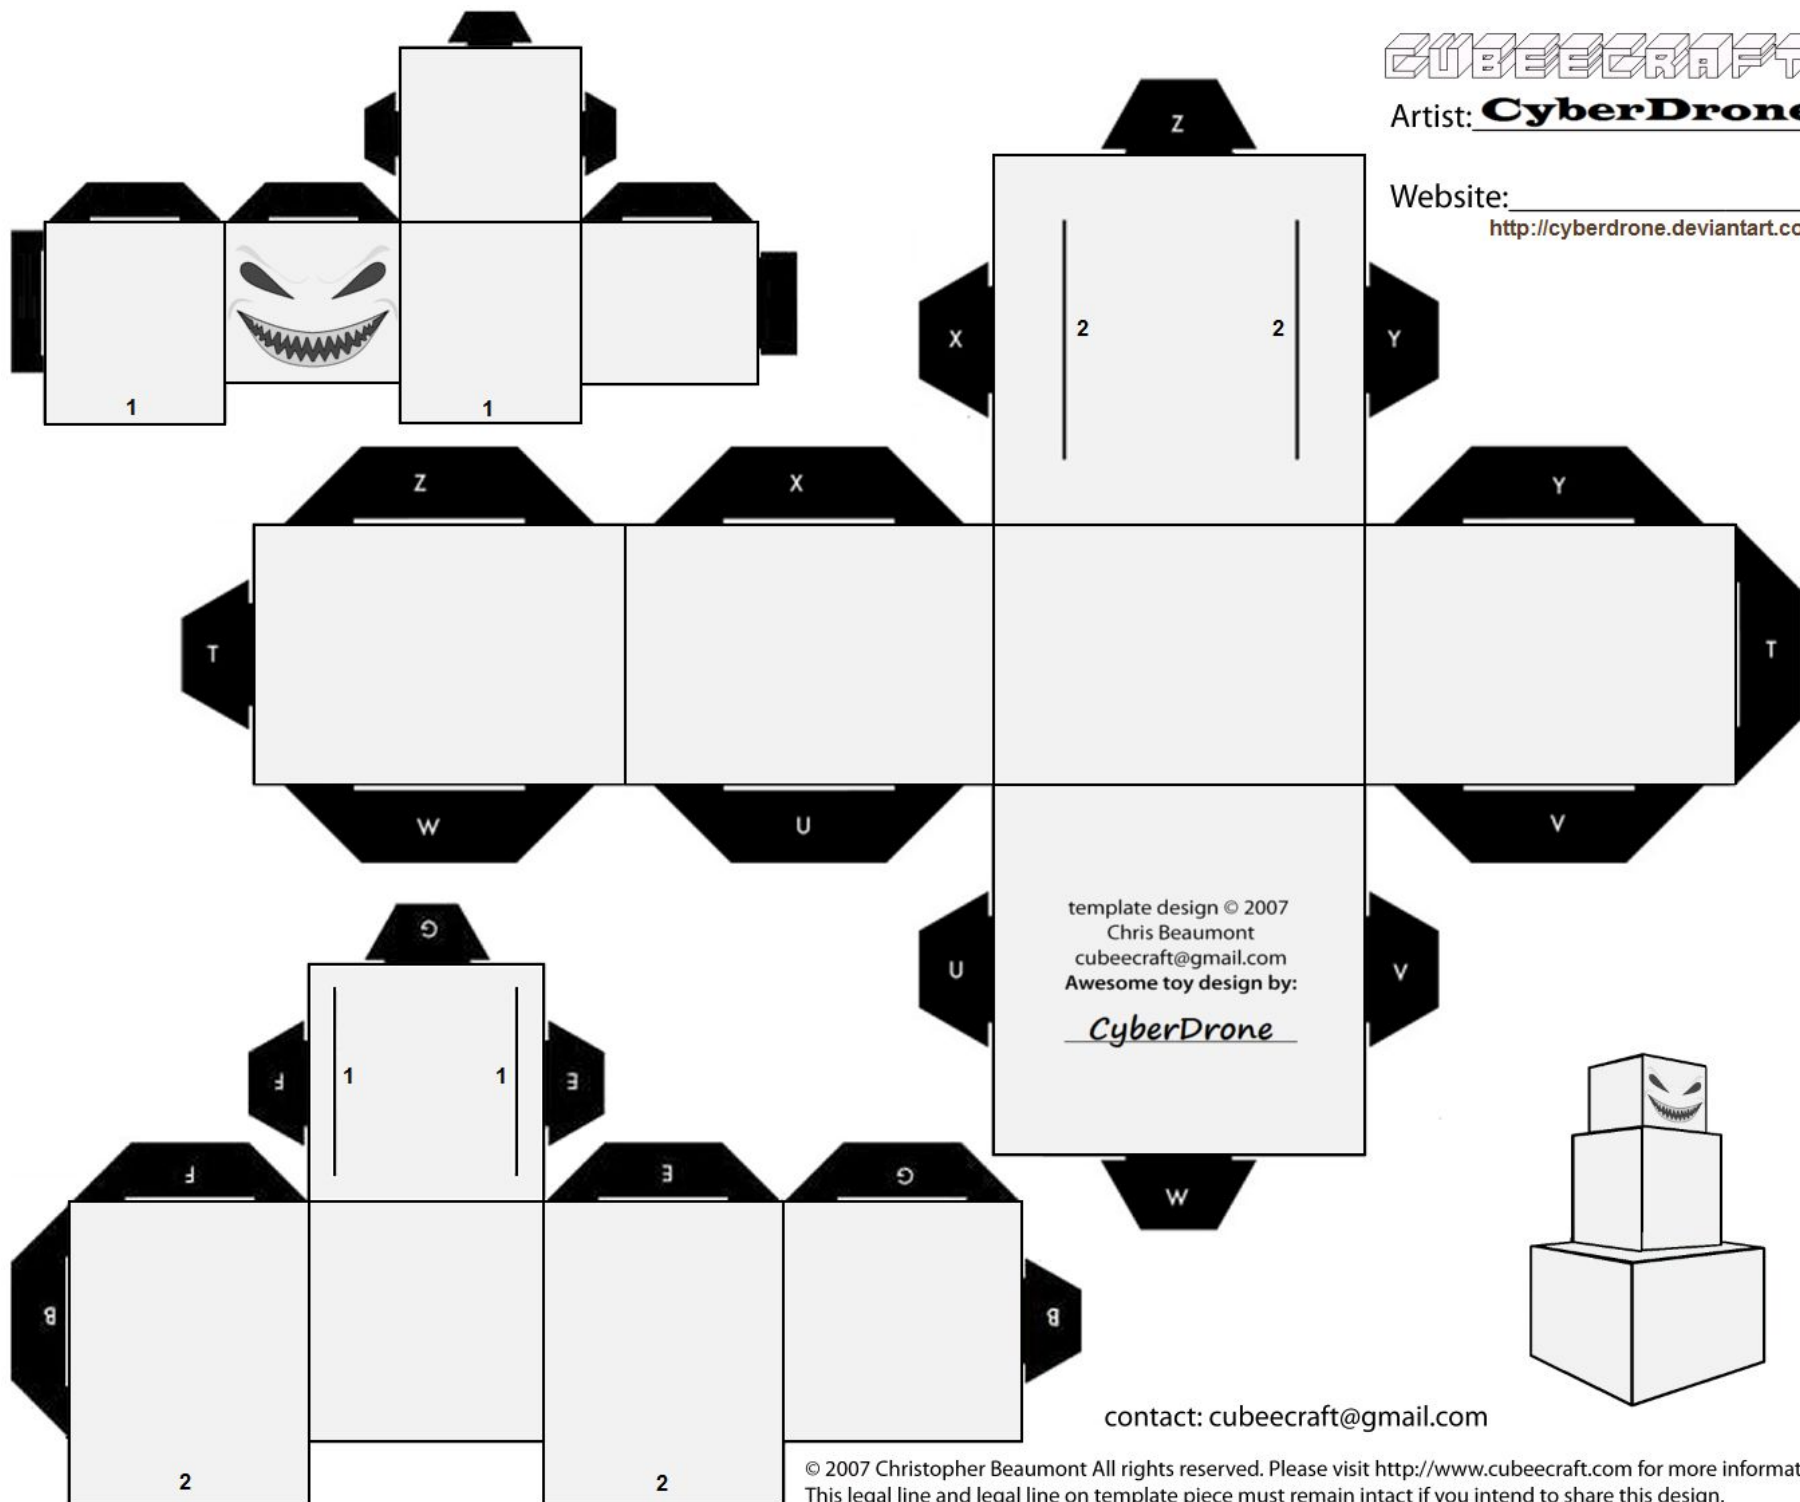 CUBEECRAFT
Artist: CyberDrone
Website:
http://cyberdrone.deviantart.co
Z
X
2
2
Y
1
1
Z
X
Y
T
T
W
U
V
template design © 2007
Chris Beaumont
cubeecraft@gmail.com
Awesome toy design by:
CyberDrone
U
V
W
G
F
1
1
E
F
E
G
B
B
2
2
contact: cubeecraft@gmail.com
© 2007 Christopher Beaumont All rights reserved. Please visit http://www.cubeecraft.com for more informat
This legal line and legal line on template piece must remain intact if you intend to share this design.